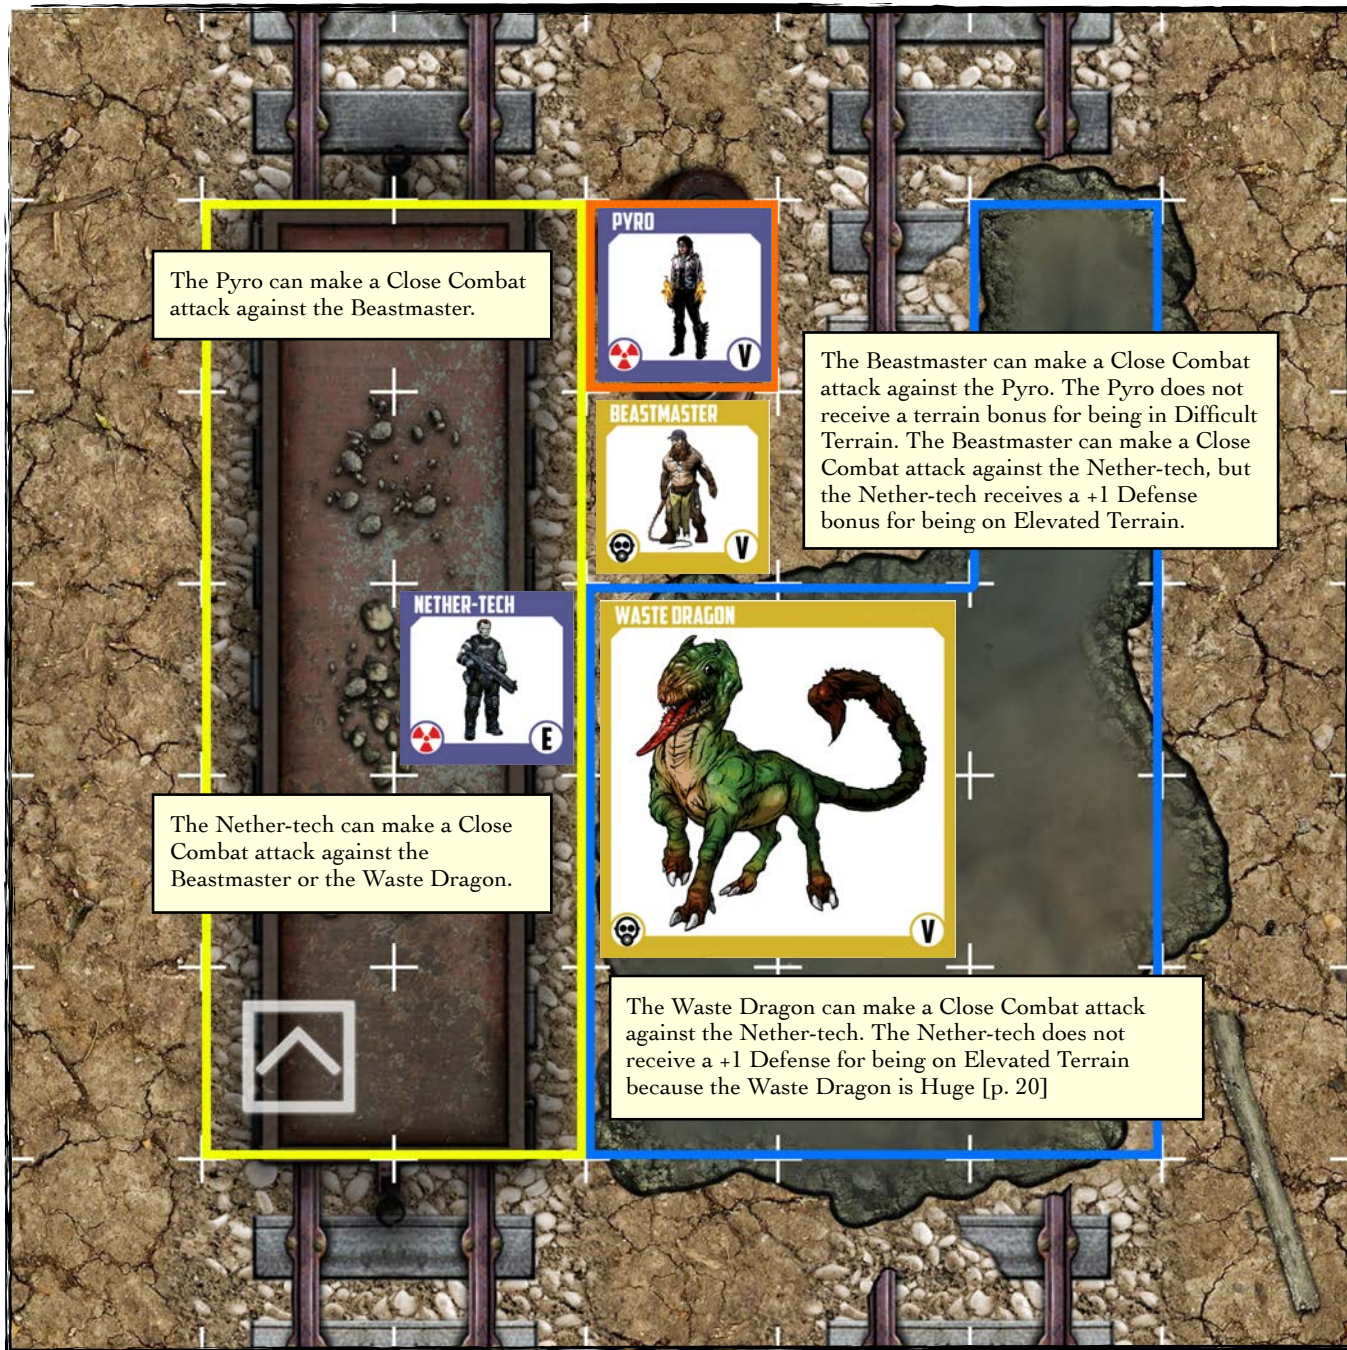 PYRO
V
The Pyro can make a Close Combat
attack against the Beastmaster.
The Beastmaster can make a Close Combat
attack against the Pyro. The Pyro does not
receive a terrain bonus for being in Difficult
Terrain. The Beastmaster can make a Close
Combat attack against the Nether-tech, but
the Nether-tech receives a +1 Defense
bonus for being on Elevated Terrain.
BEASTMASTER
V
NETHER-TECH
E
WASTE DRAGON
V
The Nether-tech can make a Close
Combat attack against the
Beastmaster or the Waste Dragon.
The Waste Dragon can make a Close Combat attack
against the Nether-tech. The Nether-tech does not
receive a +1 Defense for being on Elevated Terrain
because the Waste Dragon is Huge [p. 20]